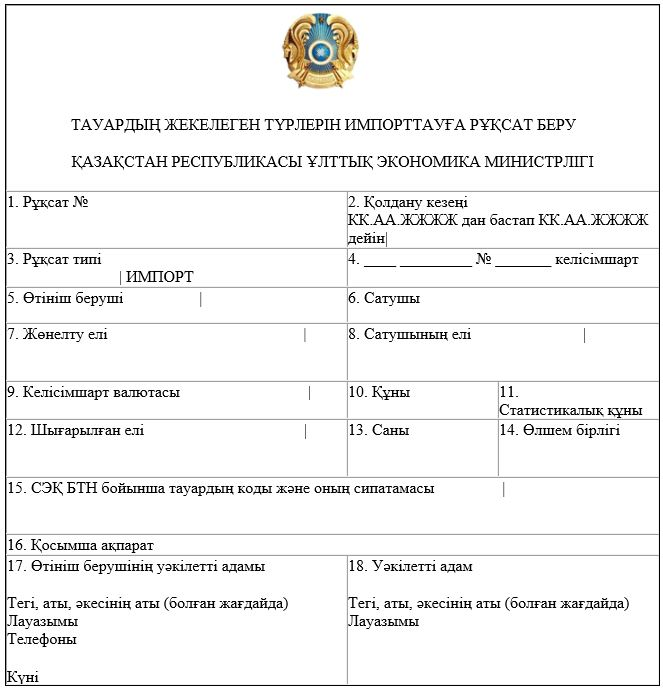 ТАУАРДЫҢ ЖЕКЕЛЕГЕН ТҮРЛЕРІН ИМПОРТТАУҒА РҰҚСАТ БЕРУ
ҚАЗАҚСТАН РЕСПУБЛИКАСЫ ҰЛТТЫҚ ЭКОНОМИКА МИНИСТРЛІГІ
1. Рұқсат №
2. Қолдану кезеңі
КК.АА.ЖЖЖЖ дан бастап КК.АА.ЖЖЖЖ
дейін|
3. Рұқсат типі
| ИМПОРТ
4. ____ _________ № _______ келісімшарт
5. Өтініш беруші |
6. Сатушы
7. Жөнелту елі |
8. Сатушының елі |
9. Келісімшарт валютасы |
10. Құны
11.
Статистикалық құны
12. Шығарылған елі |
13. Саны
14. Өлшем бірлігі
15. СЭҚ БТН бойынша тауардың коды және оның сипатамасы |
16. Қосымша ақпарат
17. Өтініш берушінің уәкілетті адамы
Тегі, аты, әкесінің аты (болған жағдайда)
Лауазымы
Телефоны
Күні
18. Уәкілетті адам
Тегі, аты, әкесінің аты (болған жағдайда)
Лауазымы